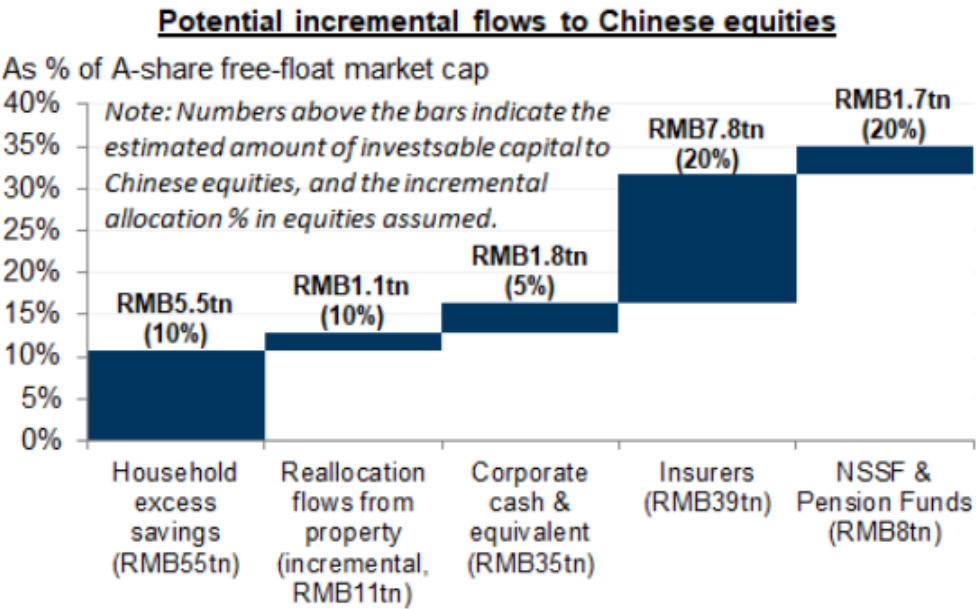 Potential incremental flows to Chinese equities
As % of A-share free-float market cap
40%
35%
30%
25%
20%
15%
10%
5%
0%
Note: Numbers above the bars indicate the
estimated amount of investsable capital to
Chinese equities, and the incremental
allocation % in equities assumed.
RMB5.5tn
(10%)
RMB1.1tn
(10%)
RMB1.8tn
(5%)
RMB7.8tn
(20%)
RMB1.7tn
(20%)
Household
excess
savings
(RMB55tn)
Reallocation
flows from
property
(incremental,
RMB11tn)
Corporate
cash &
equivalent
(RMB35tn)
Insurers
(RMB39tn)
NSSF &
Pension Funds
(RMB8tn)